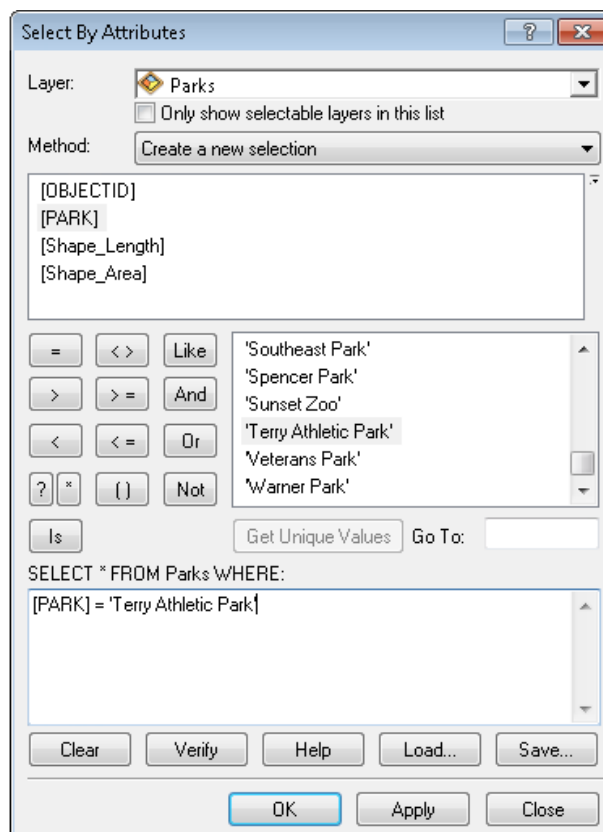 Select By Attributes
?
Layer: Parks
Only show selectable layers in this list
Method: Create a new selection
[OBJECTID]
[PARK]
[Shape_Length]
[Shape_Area]
= < > Like
> > = And
< < = Or
? * ( ) Not
Is
'Southeast Park'
'Spencer Park'
'Sunset Zoo'
'Terry Athletic Park'
'Veterans Park'
'Warner Park'
Get Unique Values Go To:
SELECT * FROM Parks WHERE:
[PARK] = 'Terry Athletic Park'
Clear Verify Help Load... Save...
OK Apply Close